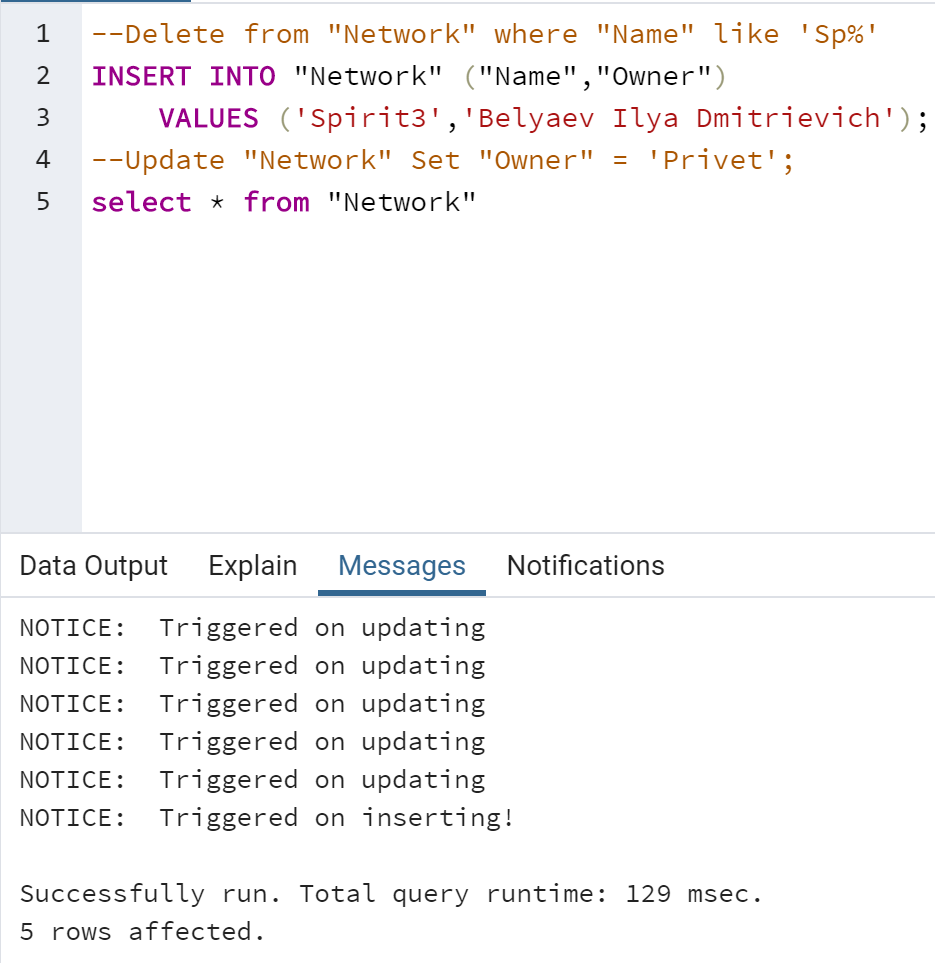 1 --Delete from "Network" where "Name" like 'Sp%'
2 INSERT INTO "Network" ("Name","Owner")
3     VALUES ('Spirit3','Belyaev Ilya Dmitrievich');
4 --Update "Network" Set "Owner" = 'Privet';
5 select * from "Network"
Data Output Explain Messages Notifications
NOTICE:  Triggered on updating
NOTICE:  Triggered on updating
NOTICE:  Triggered on updating
NOTICE:  Triggered on updating
NOTICE:  Triggered on updating
NOTICE:  Triggered on inserting!
Successfully run. Total query runtime: 129 msec.
5 rows affected.